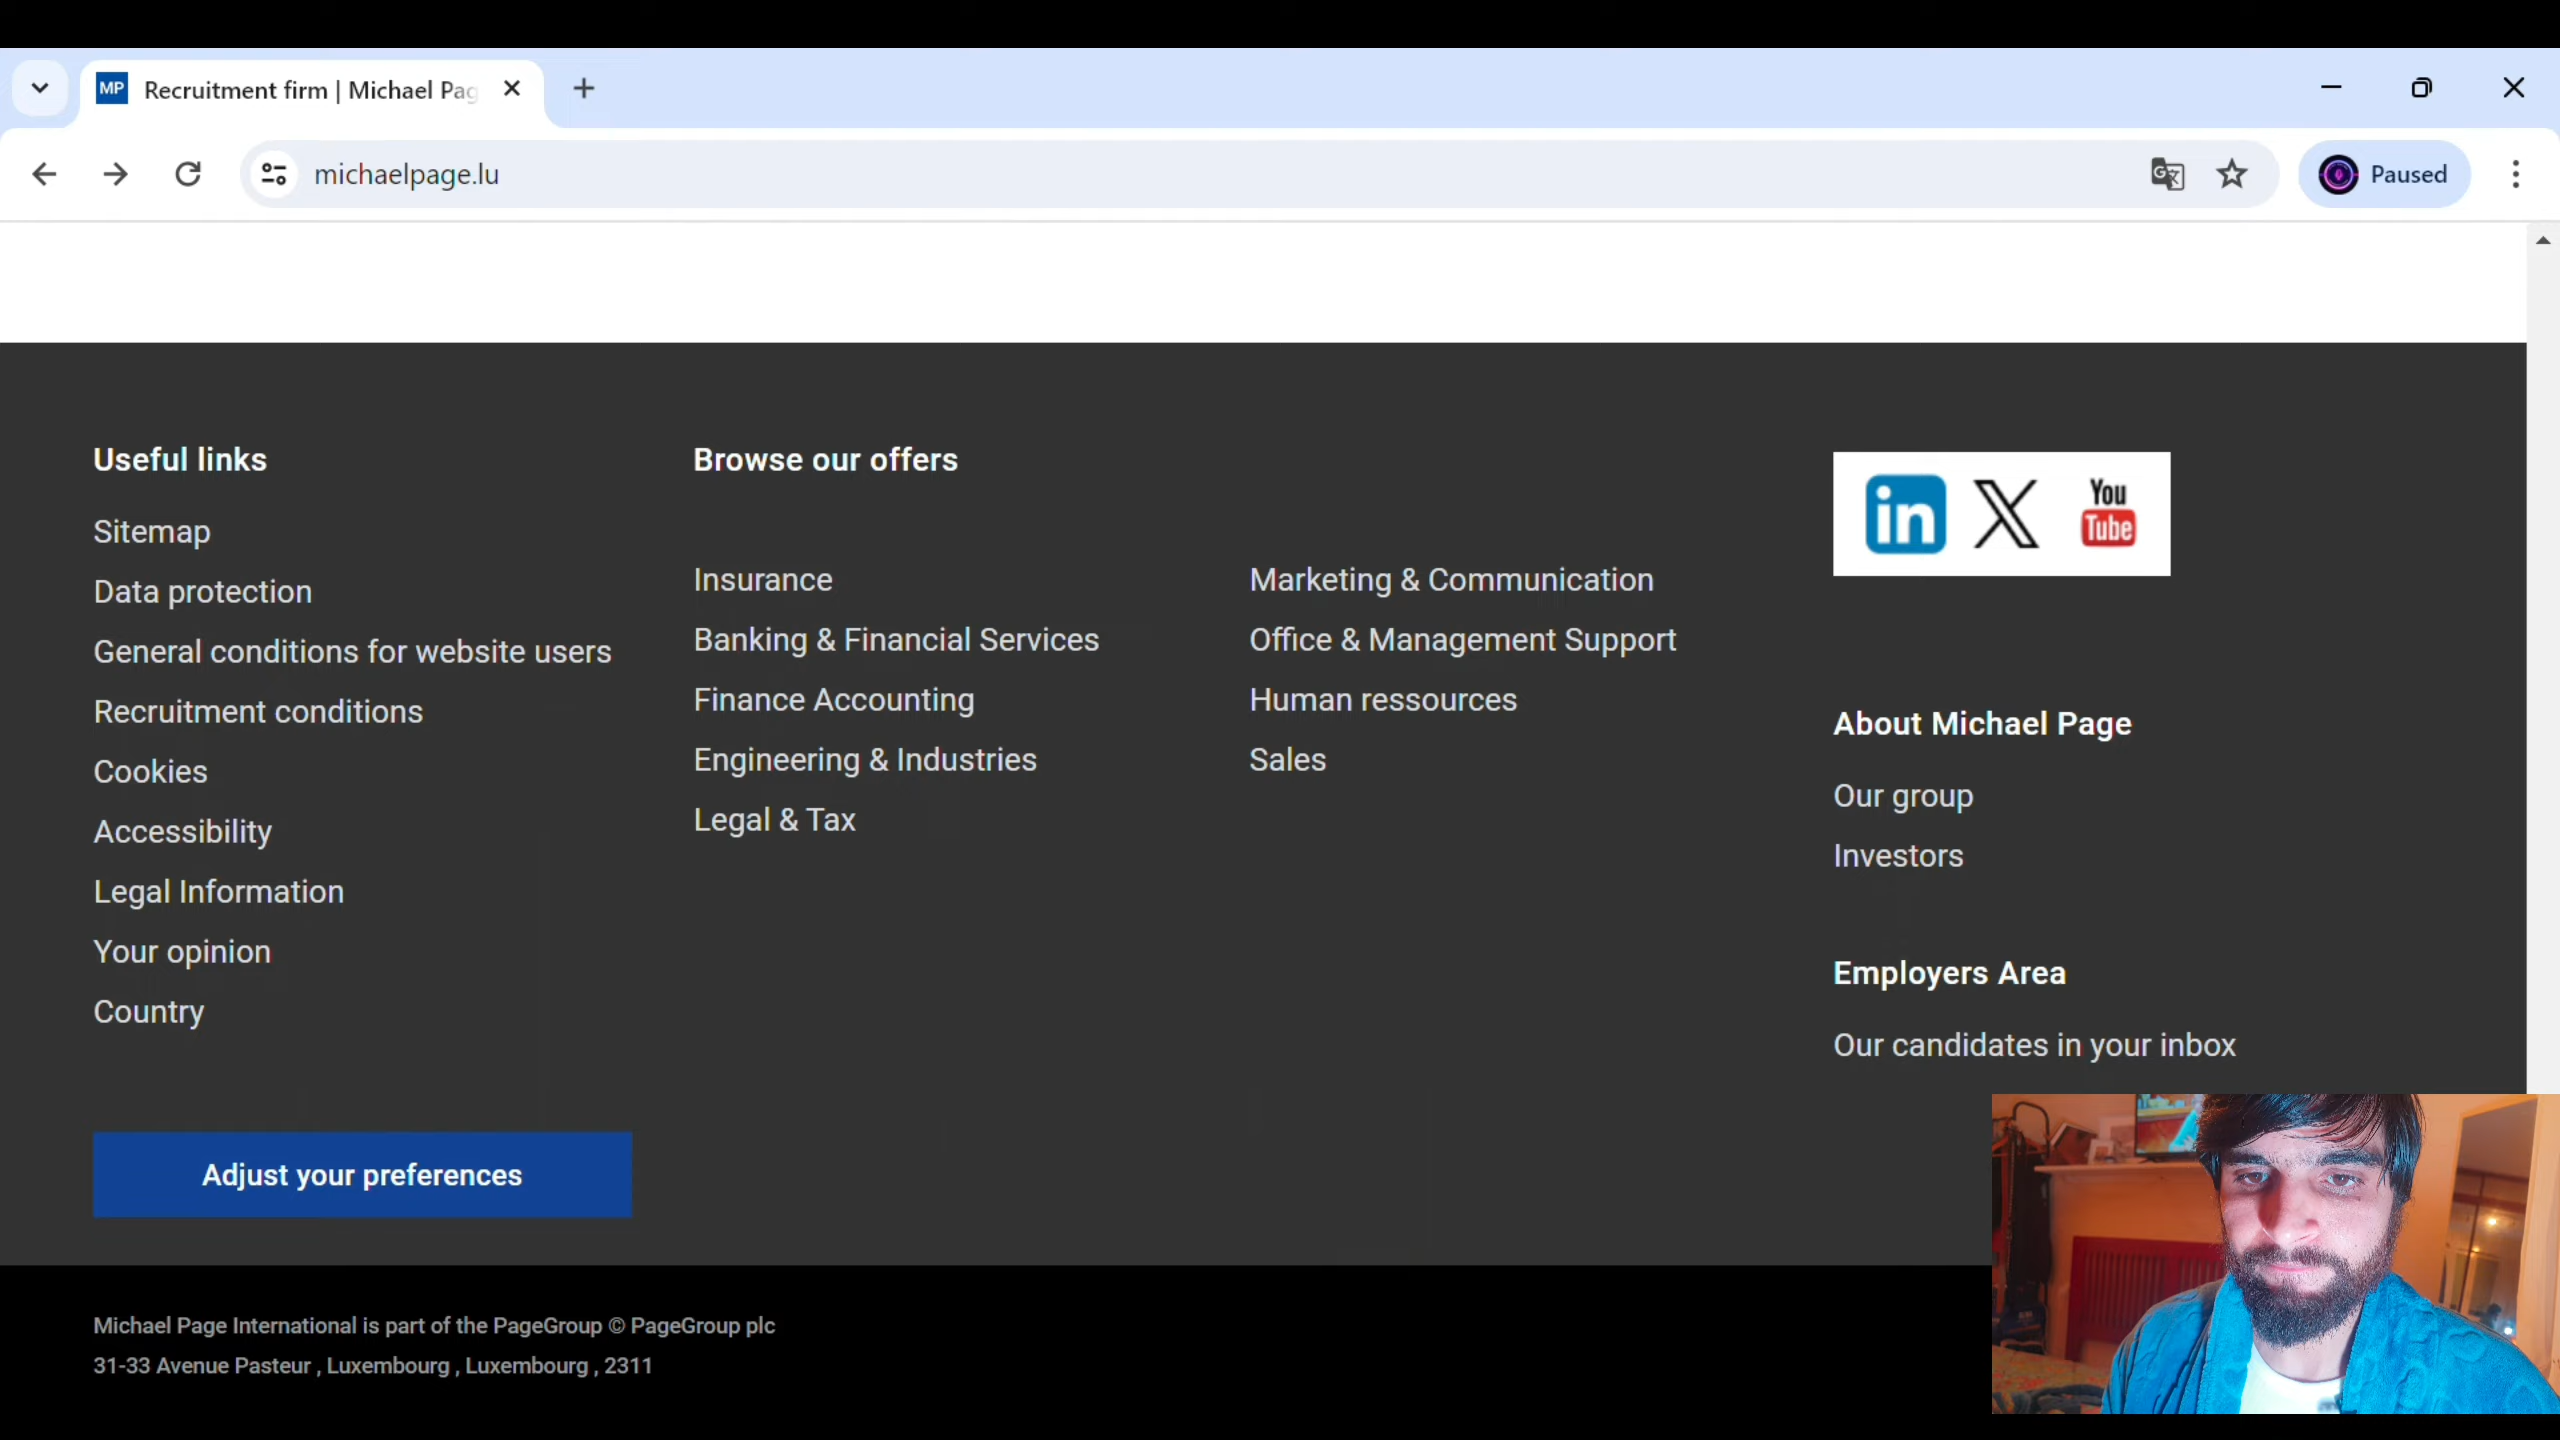 MP Recruitment firm | Michael Pag
michaelpage.lu
Paused
Useful links
Sitemap
Data protection
General conditions for website users
Recruitment conditions
Cookies
Accessibility
Legal Information
Your opinion
Country
Adjust your preferences
Browse our offers
Insurance
Banking & Financial Services
Finance Accounting
Engineering & Industries
Legal & Tax
Marketing & Communication
Office & Management Support
Human ressources
Sales
in X You
Tube
About Michael Page
Our group
Investors
Employers Area
Our candidates in your inbox
Michael Page International is part of the PageGroup © PageGroup plc
31-33 Avenue Pasteur , Luxembourg , Luxembourg , 2311